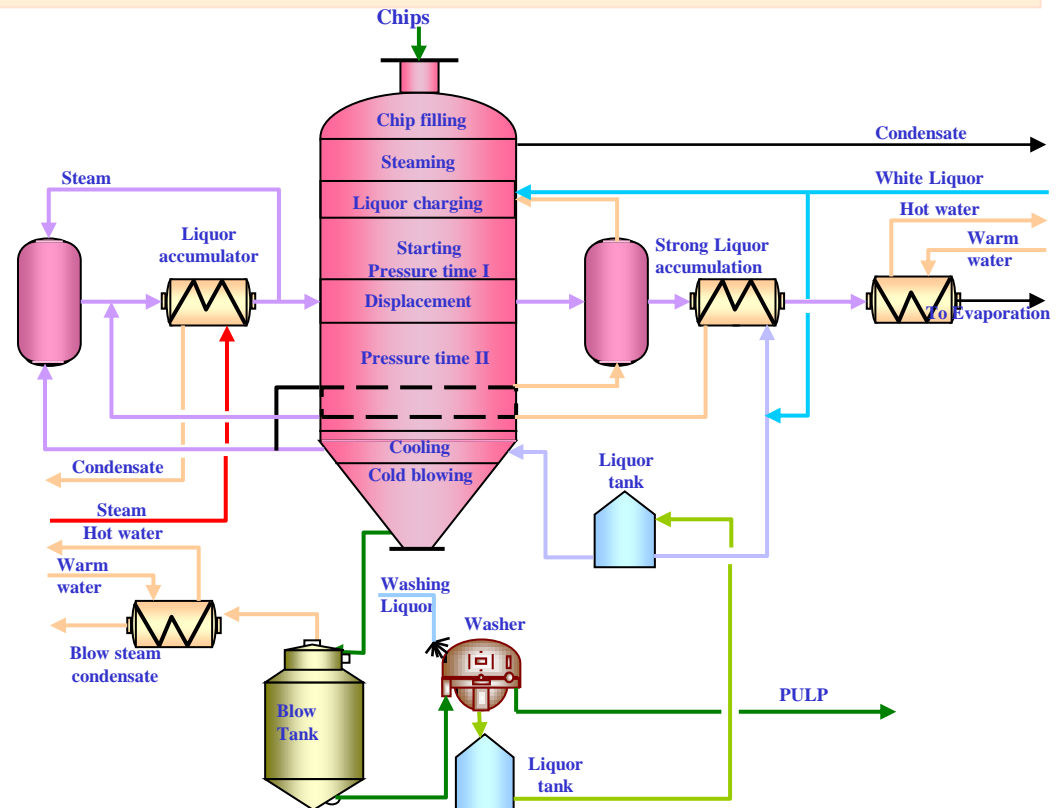 Chips
Chip filling
Condensate
Steaming
Steam
White Liquor
Liquor charging
Hot water
Liquor
accumulator
Starting
Pressure time I
Strong Liquor
accumulation
Warm
water
Displacement
To Evaporation
Pressure time II
Cooling
Cold blowing
Liquor
tank
Condensate
Steam
Hot water
Warm
water
Washing
Liquor
Washer
Blow steam
condensate
PULP
Blow
Tank
Liquor
tank